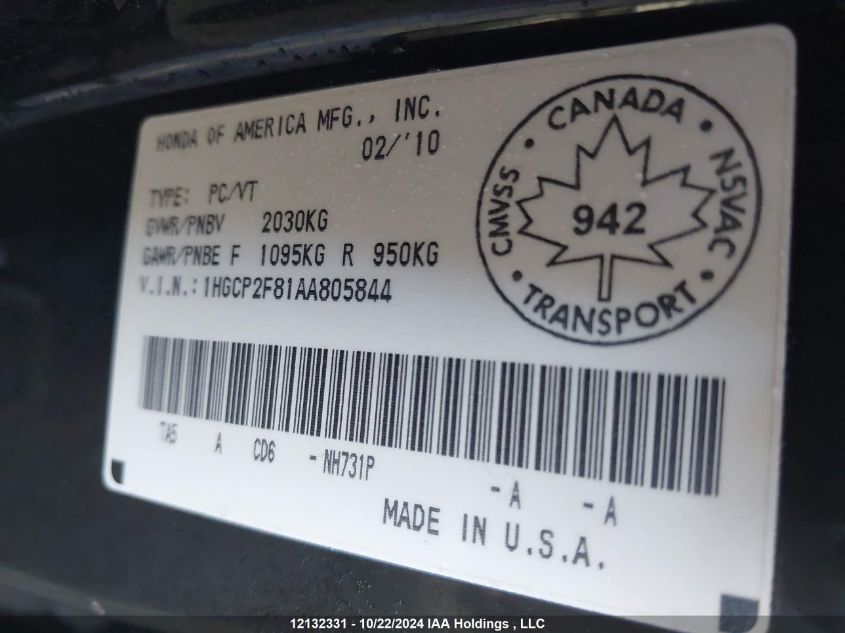 HONDA OF AMERICA MFG., INC.
02/'10
TYPE: PC/VT
GVWR/PNBV 2030KG
GAWR/PNBE F 1095KG R 950KG
V.I.N.:1HGCP2F81AA805844
CANADA
CMVSS
NSVAC
942
TRANSPORT
TA5 A CD6 -NH731P -A -A
MADE IN U.S.A.
12132331 - 10/22/2024 IAA Holdings , LLC